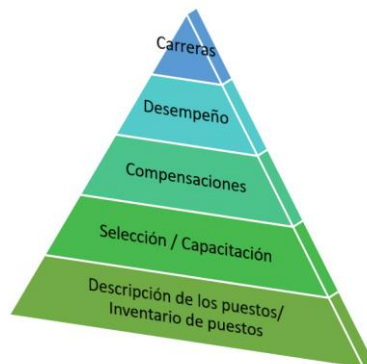 Carreras
Desempeño
Compensaciones
Selección / Capacitación
Descripción de los puestos/
Inventario de puestos